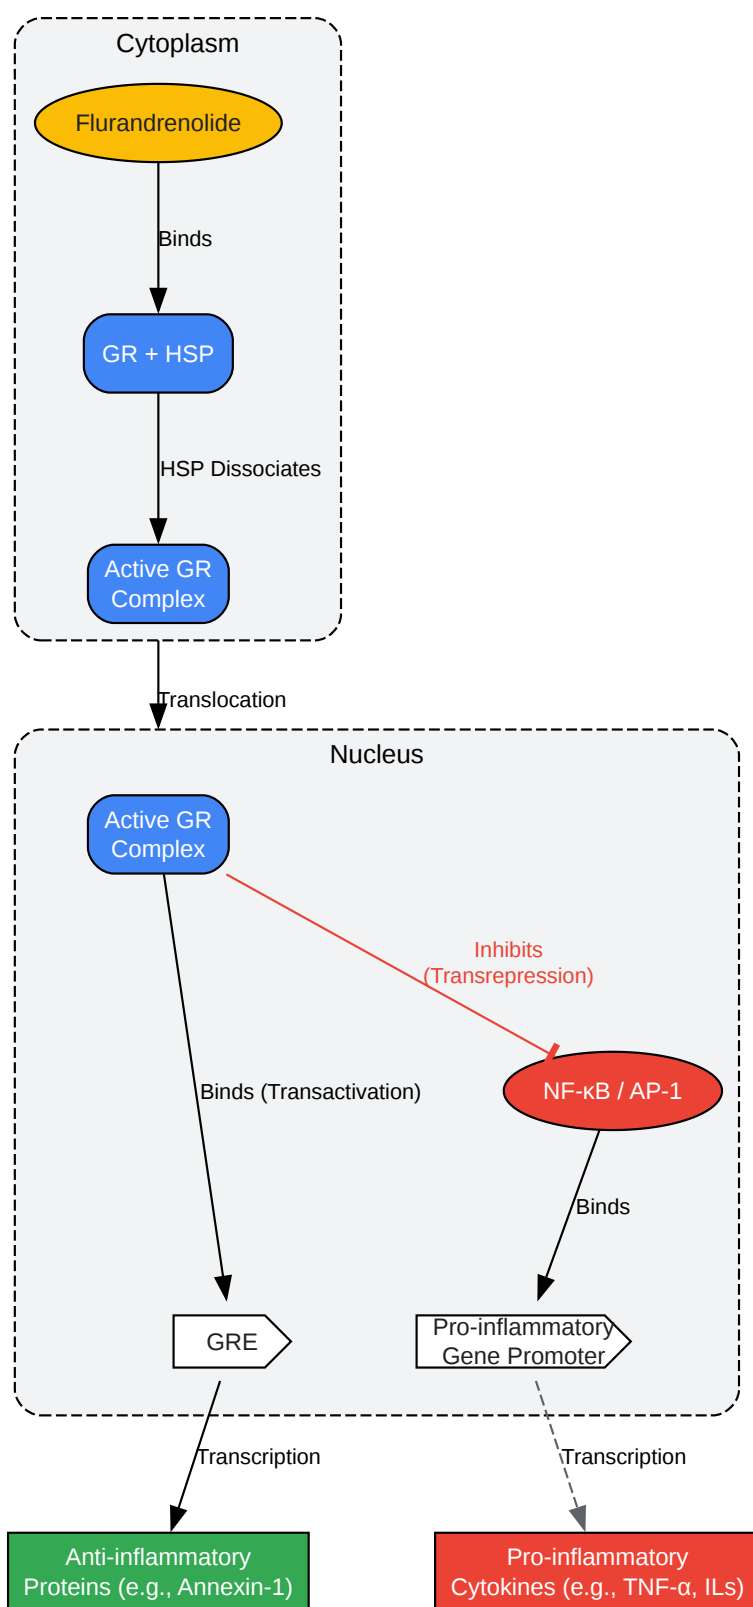 Cytoplasm
Flurandrenolide
Binds
GR + HSP
HSP Dissociates
Active GR
Complex
Translocation
Nucleus
Active GR
Complex
Inhibits
(Transrepression)
Binds (Transactivation)
NF-κB / AP-1
Binds
GRE
Pro-inflammatory
Gene Promoter
Transcription
Transcription
Anti-inflammatory
Proteins (e.g., Annexin-1)
Pro-inflammatory
Cytokines (e.g., TNF-α, ILs)